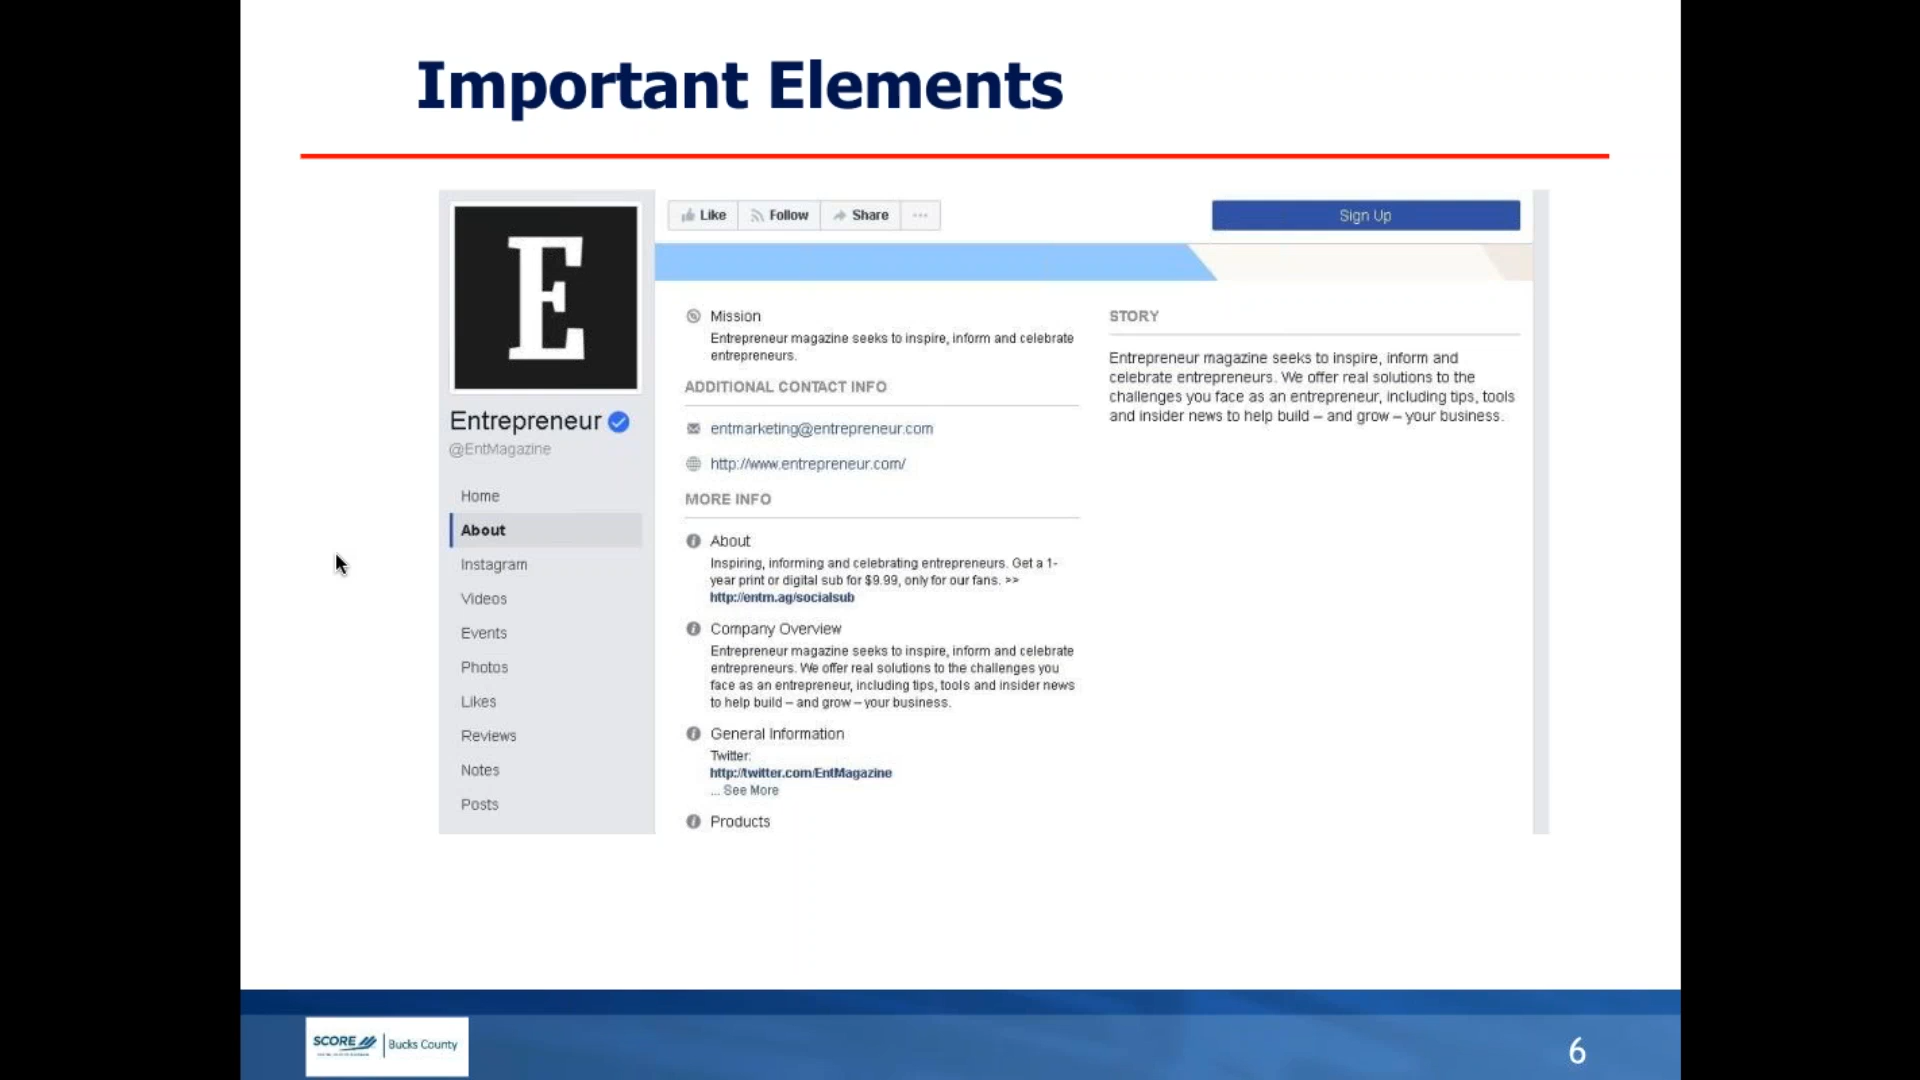 Important Elements
E
Entrepreneur
@EntMagazine
Home
About
Instagram
Videos
Events
Photos
Likes
Reviews
Notes
Posts
Like Follow Share ...
Sign Up
Mission
Entrepreneur magazine seeks to inspire, inform and celebrate
entrepreneurs.
ADDITIONAL CONTACT INFO
entmarketing@entrepreneur.com
http://www.entrepreneur.com/
MORE INFO
About
Inspiring, informing and celebrating entrepreneurs. Get a 1-
year print or digital sub for $9.99, only for our fans. >>
http://entm.ag/socialsub
Company Overview
Entrepreneur magazine seeks to inspire, inform and celebrate
entrepreneurs. We offer real solutions to the challenges you
face as an entrepreneur, including tips, tools and insider news
to help build – and grow – your business.
General Information
Twitter:
http://twitter.com/EntMagazine
... See More
Products
STORY
Entrepreneur magazine seeks to inspire, inform and
celebrate entrepreneurs. We offer real solutions to the
challenges you face as an entrepreneur, including tips, tools
and insider news to help build – and grow – your business.
SCORE Bucks County
6